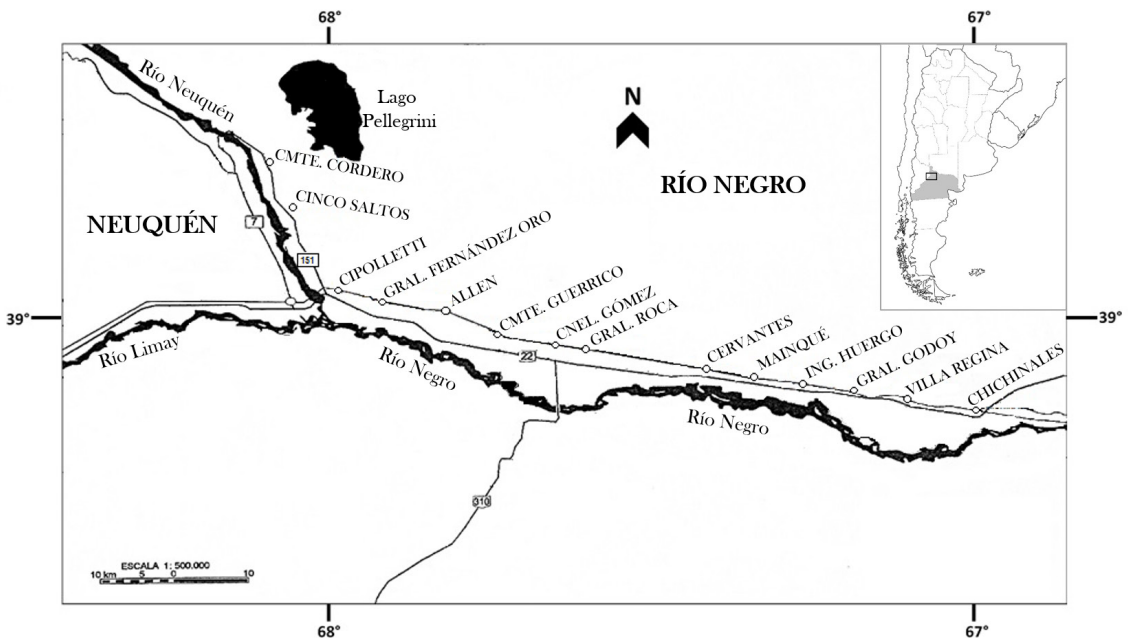 68°
67°
Río Neuquén
Lago
Pellegrini
N
CMTE. CORDERO
RÍO NEGRO
CINCO SALTOS
NEUQUÉN
7
151
CIPOLLETTI
GRAL. FERNÁNDEZ ORO
ALLEN
CMTE. GUERRICO
CNEL. GÓMEZ
GRAL. ROCA
39°
39°
CERVANTES
MAINQUÉ
ING. HUERGO
GRAL. GODOY
VILLA REGINA
CHICHINALES
Río Limay
Río Negro
22
Río Negro
310
ESCALA 1: 500.000
10 km 5 0 10
68°
67°